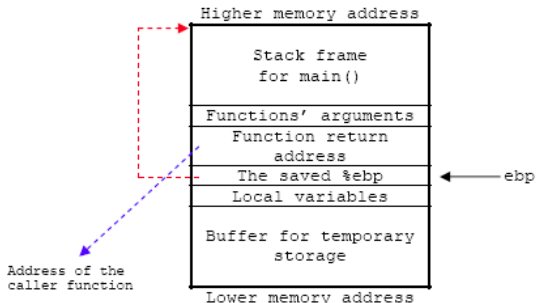 Higher memory address
Stack frame
for main()
Functions' arguments
Function return
address
The saved %ebp
ebp
Local variables
Buffer for temporary
storage
Address of the
caller function
Lower memory address